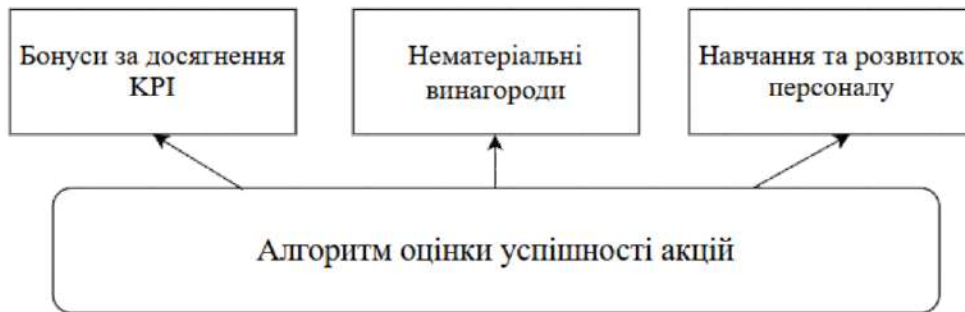 Бонуси за досягнення
KPI
Нематеріальні
винагороди
Навчання та розвиток
персоналу
Алгоритм оцінки успішності акцій